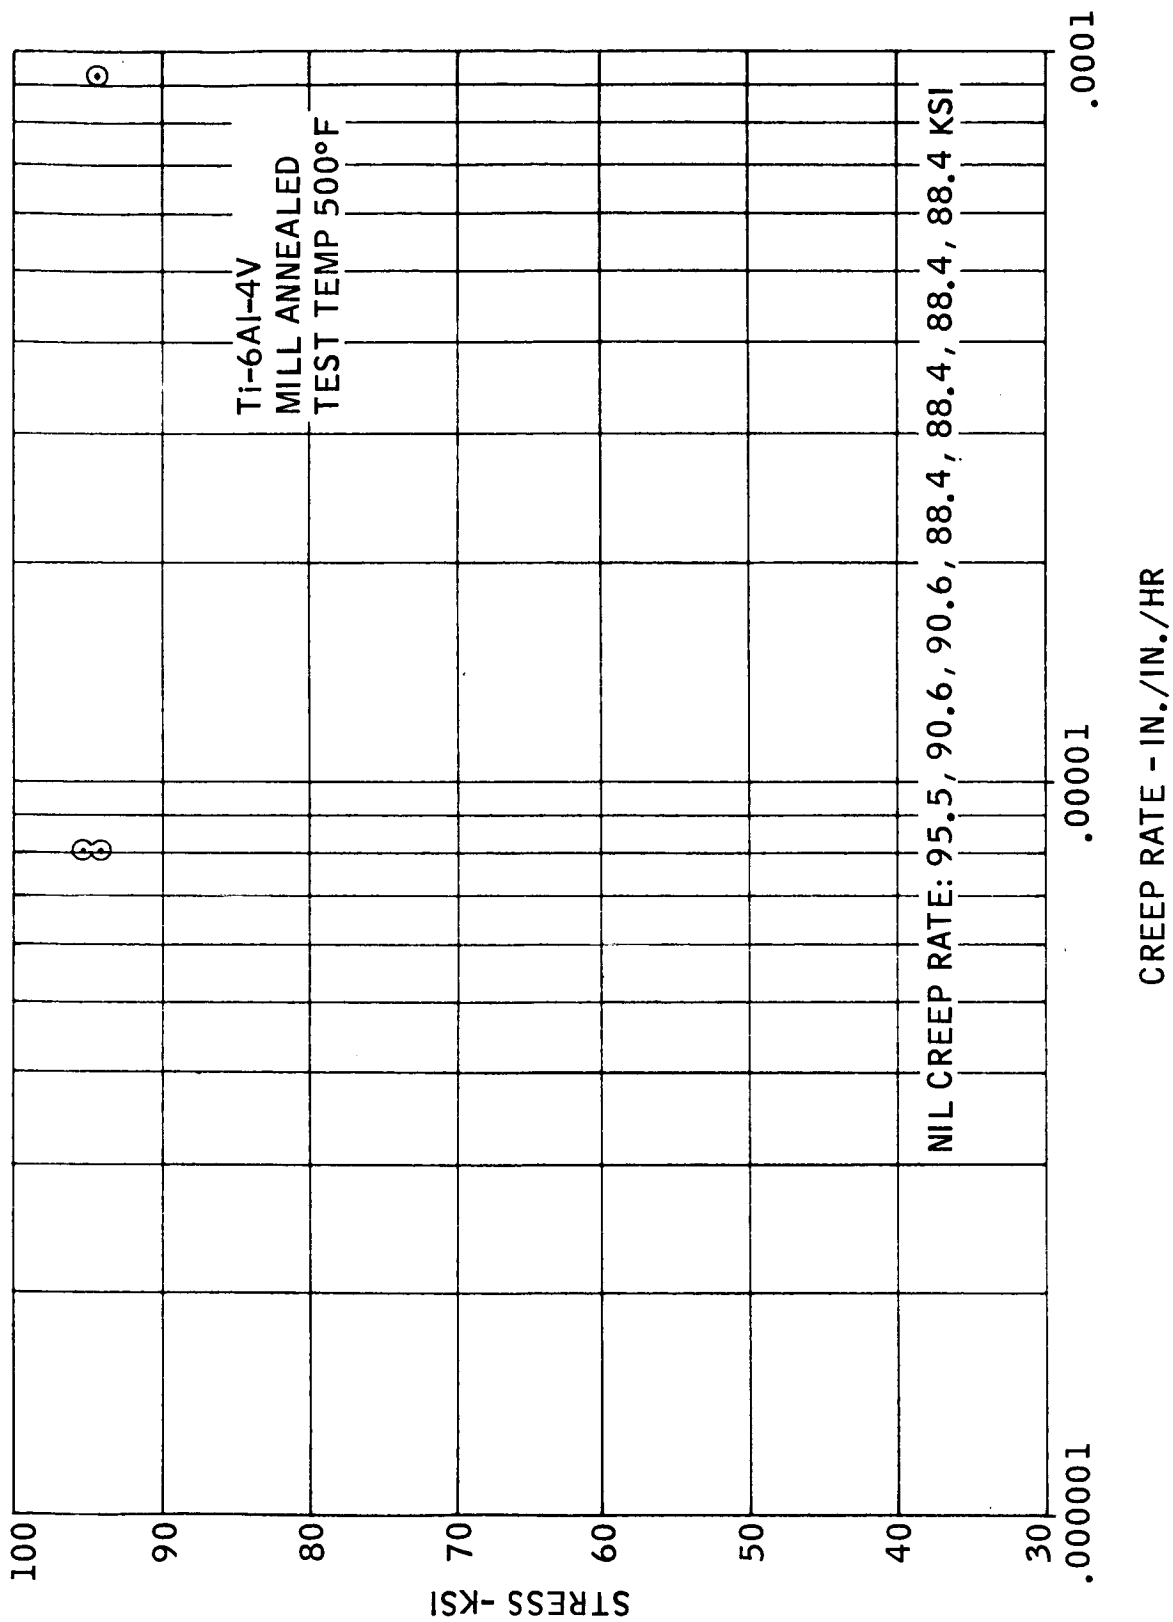 100
90
80
70
60
50
40
30
STRESS -KSI
Ti-6Al-4V
MILL ANNEALED
TEST TEMP 500°F
NIL CREEP RATE: 95.5, 90.6, 90.6, 88.4, 88.4, 88.4, 88.4 KSI
.000001
.00001
.0001
CREEP RATE - IN./IN./HR